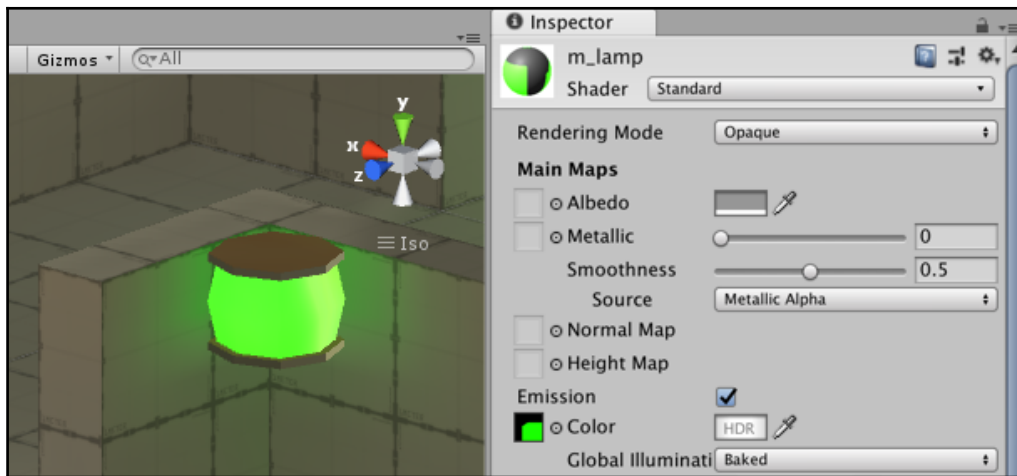 Gizmos
All
y
x
z
Iso
Inspector
m_lamp
Shader Standard
Rendering Mode Opaque
Main Maps
Albedo
Metallic 0
Smoothness 0.5
Source Metallic Alpha
Normal Map
Height Map
Emission
Color HDR
Global Illuminati Baked